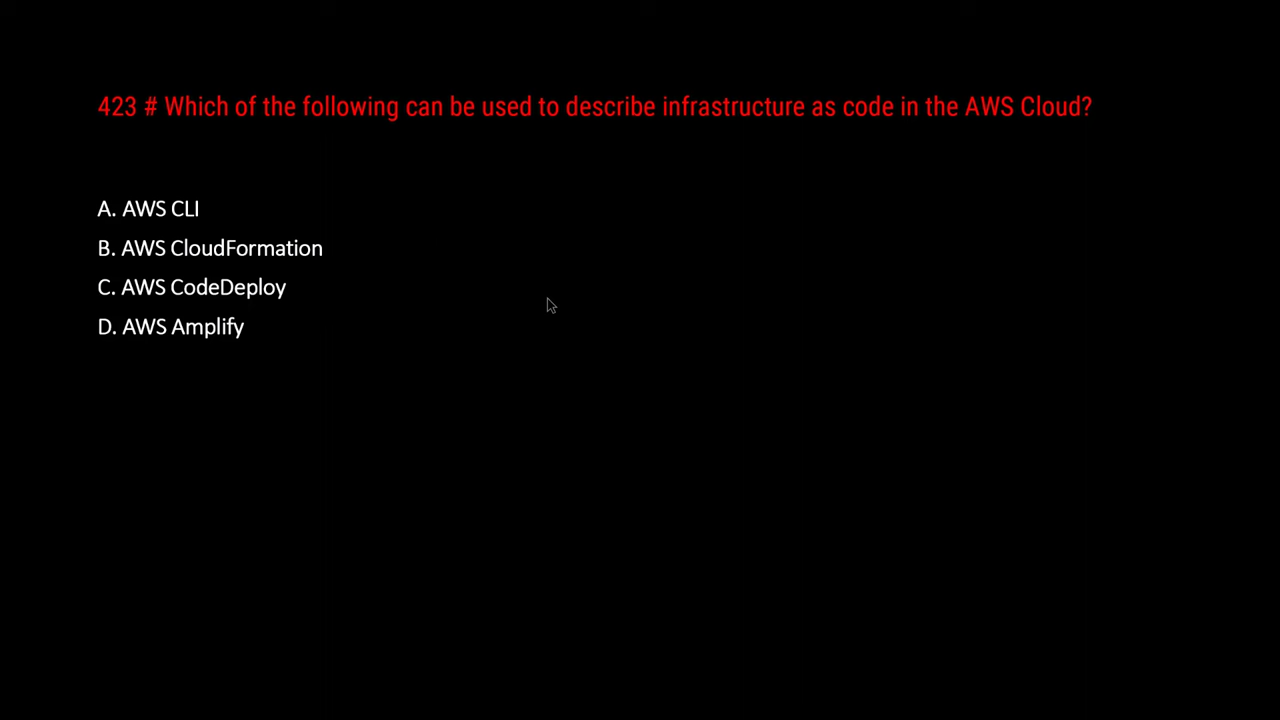 423 # Which of the following can be used to describe infrastructure as code in the AWS Cloud?
A. AWS CLI
B. AWS CloudFormation
C. AWS CodeDeploy
D. AWS Amplify